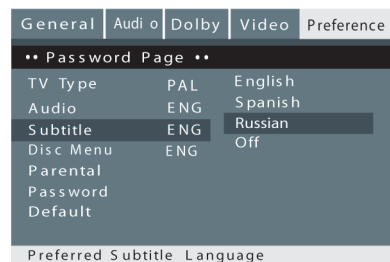 General Audio Dolby Video Preference
•• Password Page ••
TV Type PAL English
Audio ENG Spanish
Subtitle ENG Russian
Disc Menu ENG Off
Parental
Password
Default
Preferred Subtitle Language